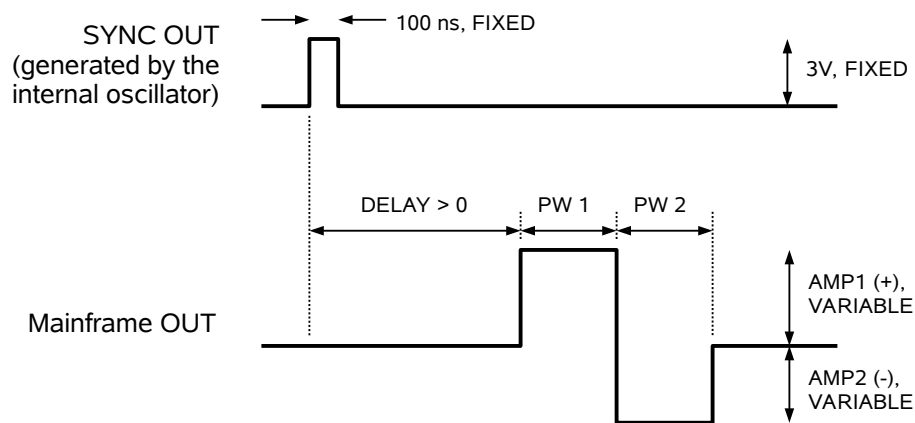 SYNC OUT
(generated by the
internal oscillator)
100 ns, FIXED
3V, FIXED
DELAY > 0
PW 1
PW 2
Mainframe OUT
AMP1 (+),
VARIABLE
AMP2 (-),
VARIABLE